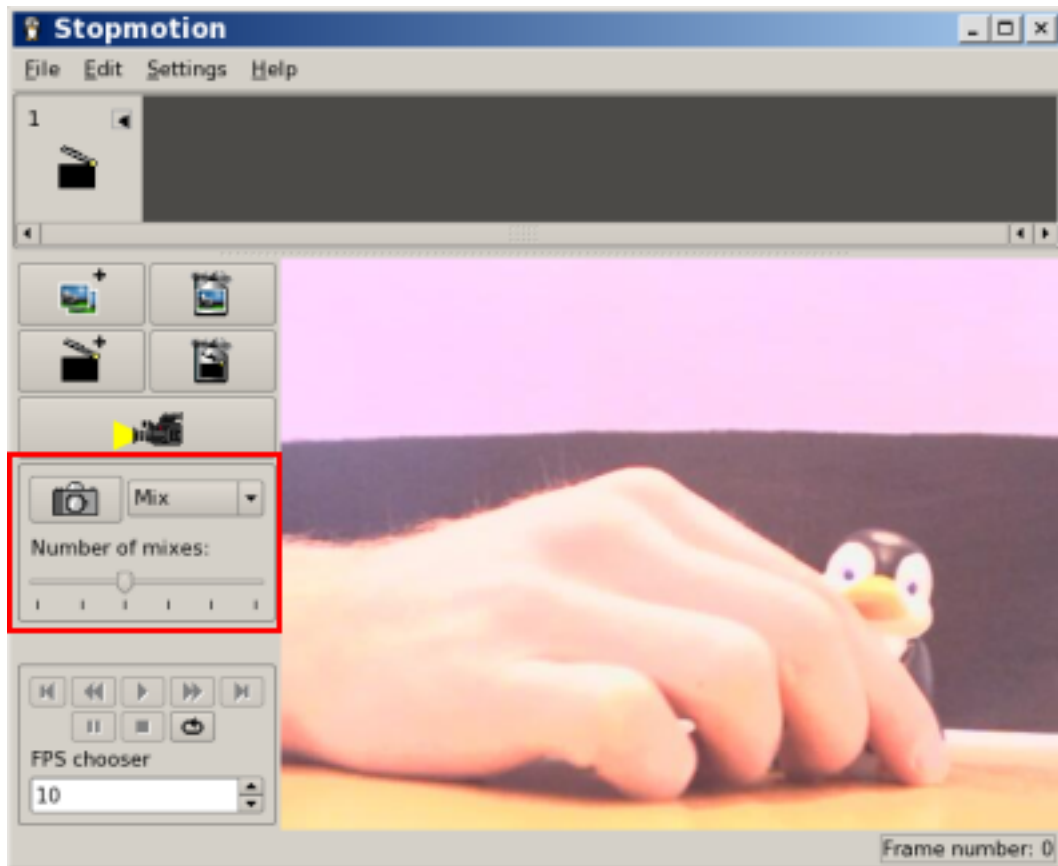 Stopmotion
File Edit Settings Help
1
Mix
Number of mixes:
FPS chooser
10
Frame number: 0